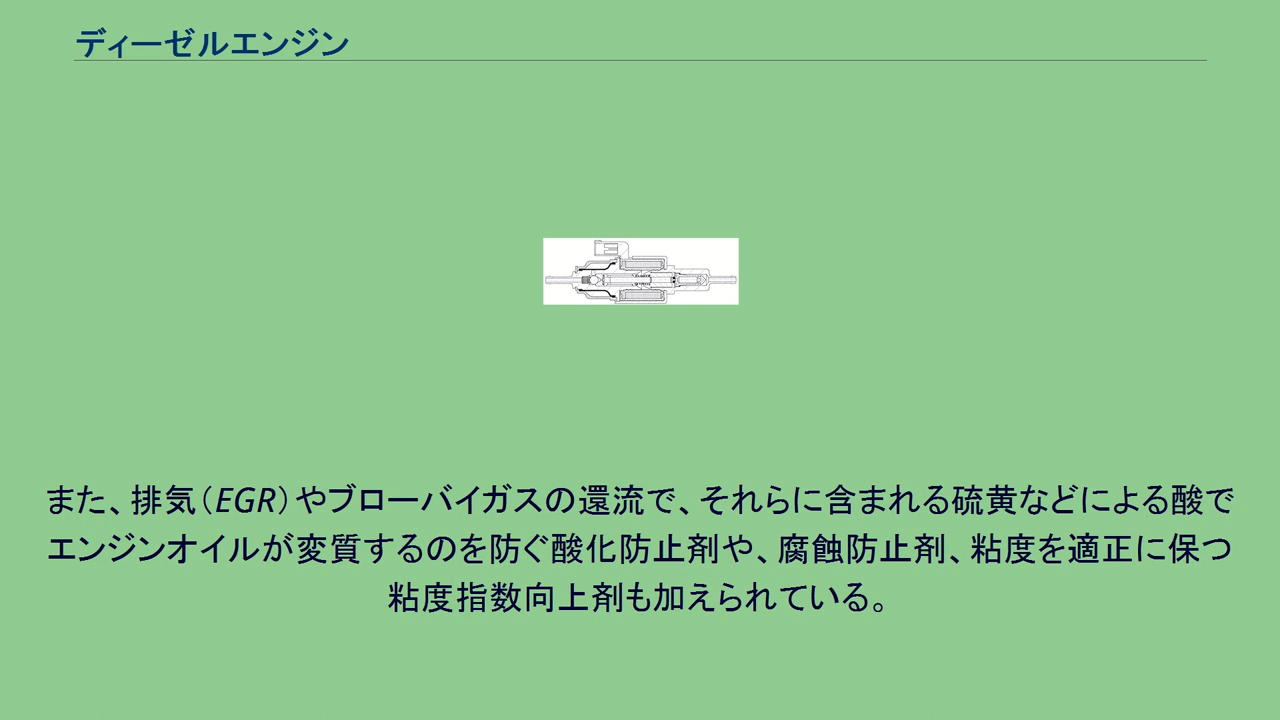 ディーゼルエンジン
また、排気（EGR）やブローバイガスの還流で、それらに含まれる硫黄などによる酸で
エンジンオイルが変質するのを防ぐ酸化防止剤や、腐蝕防止剤、粘度を適正に保つ
粘度指数向上剤も加えられている。